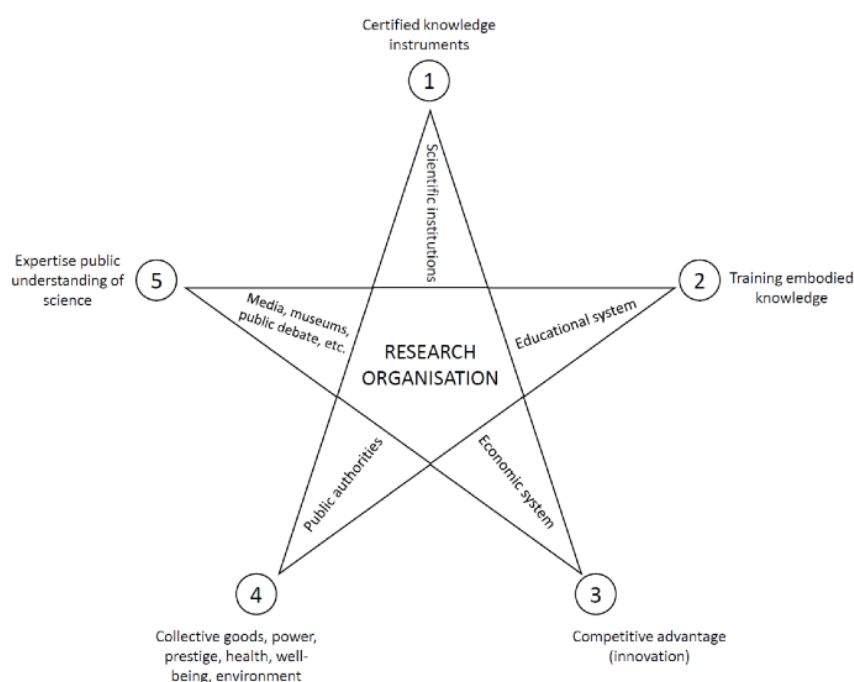 Certified knowledge
instruments
1
Scientific institutions
Expertise public
understanding of
science
5
2
Training embodied
knowledge
Media, museums,
public debate, etc.
Educational system
RESEARCH
ORGANISATION
Public authorities
Economic system
4
3
Collective goods, power,
prestige, health, well-
being, environment
Competitive advantage
(innovation)